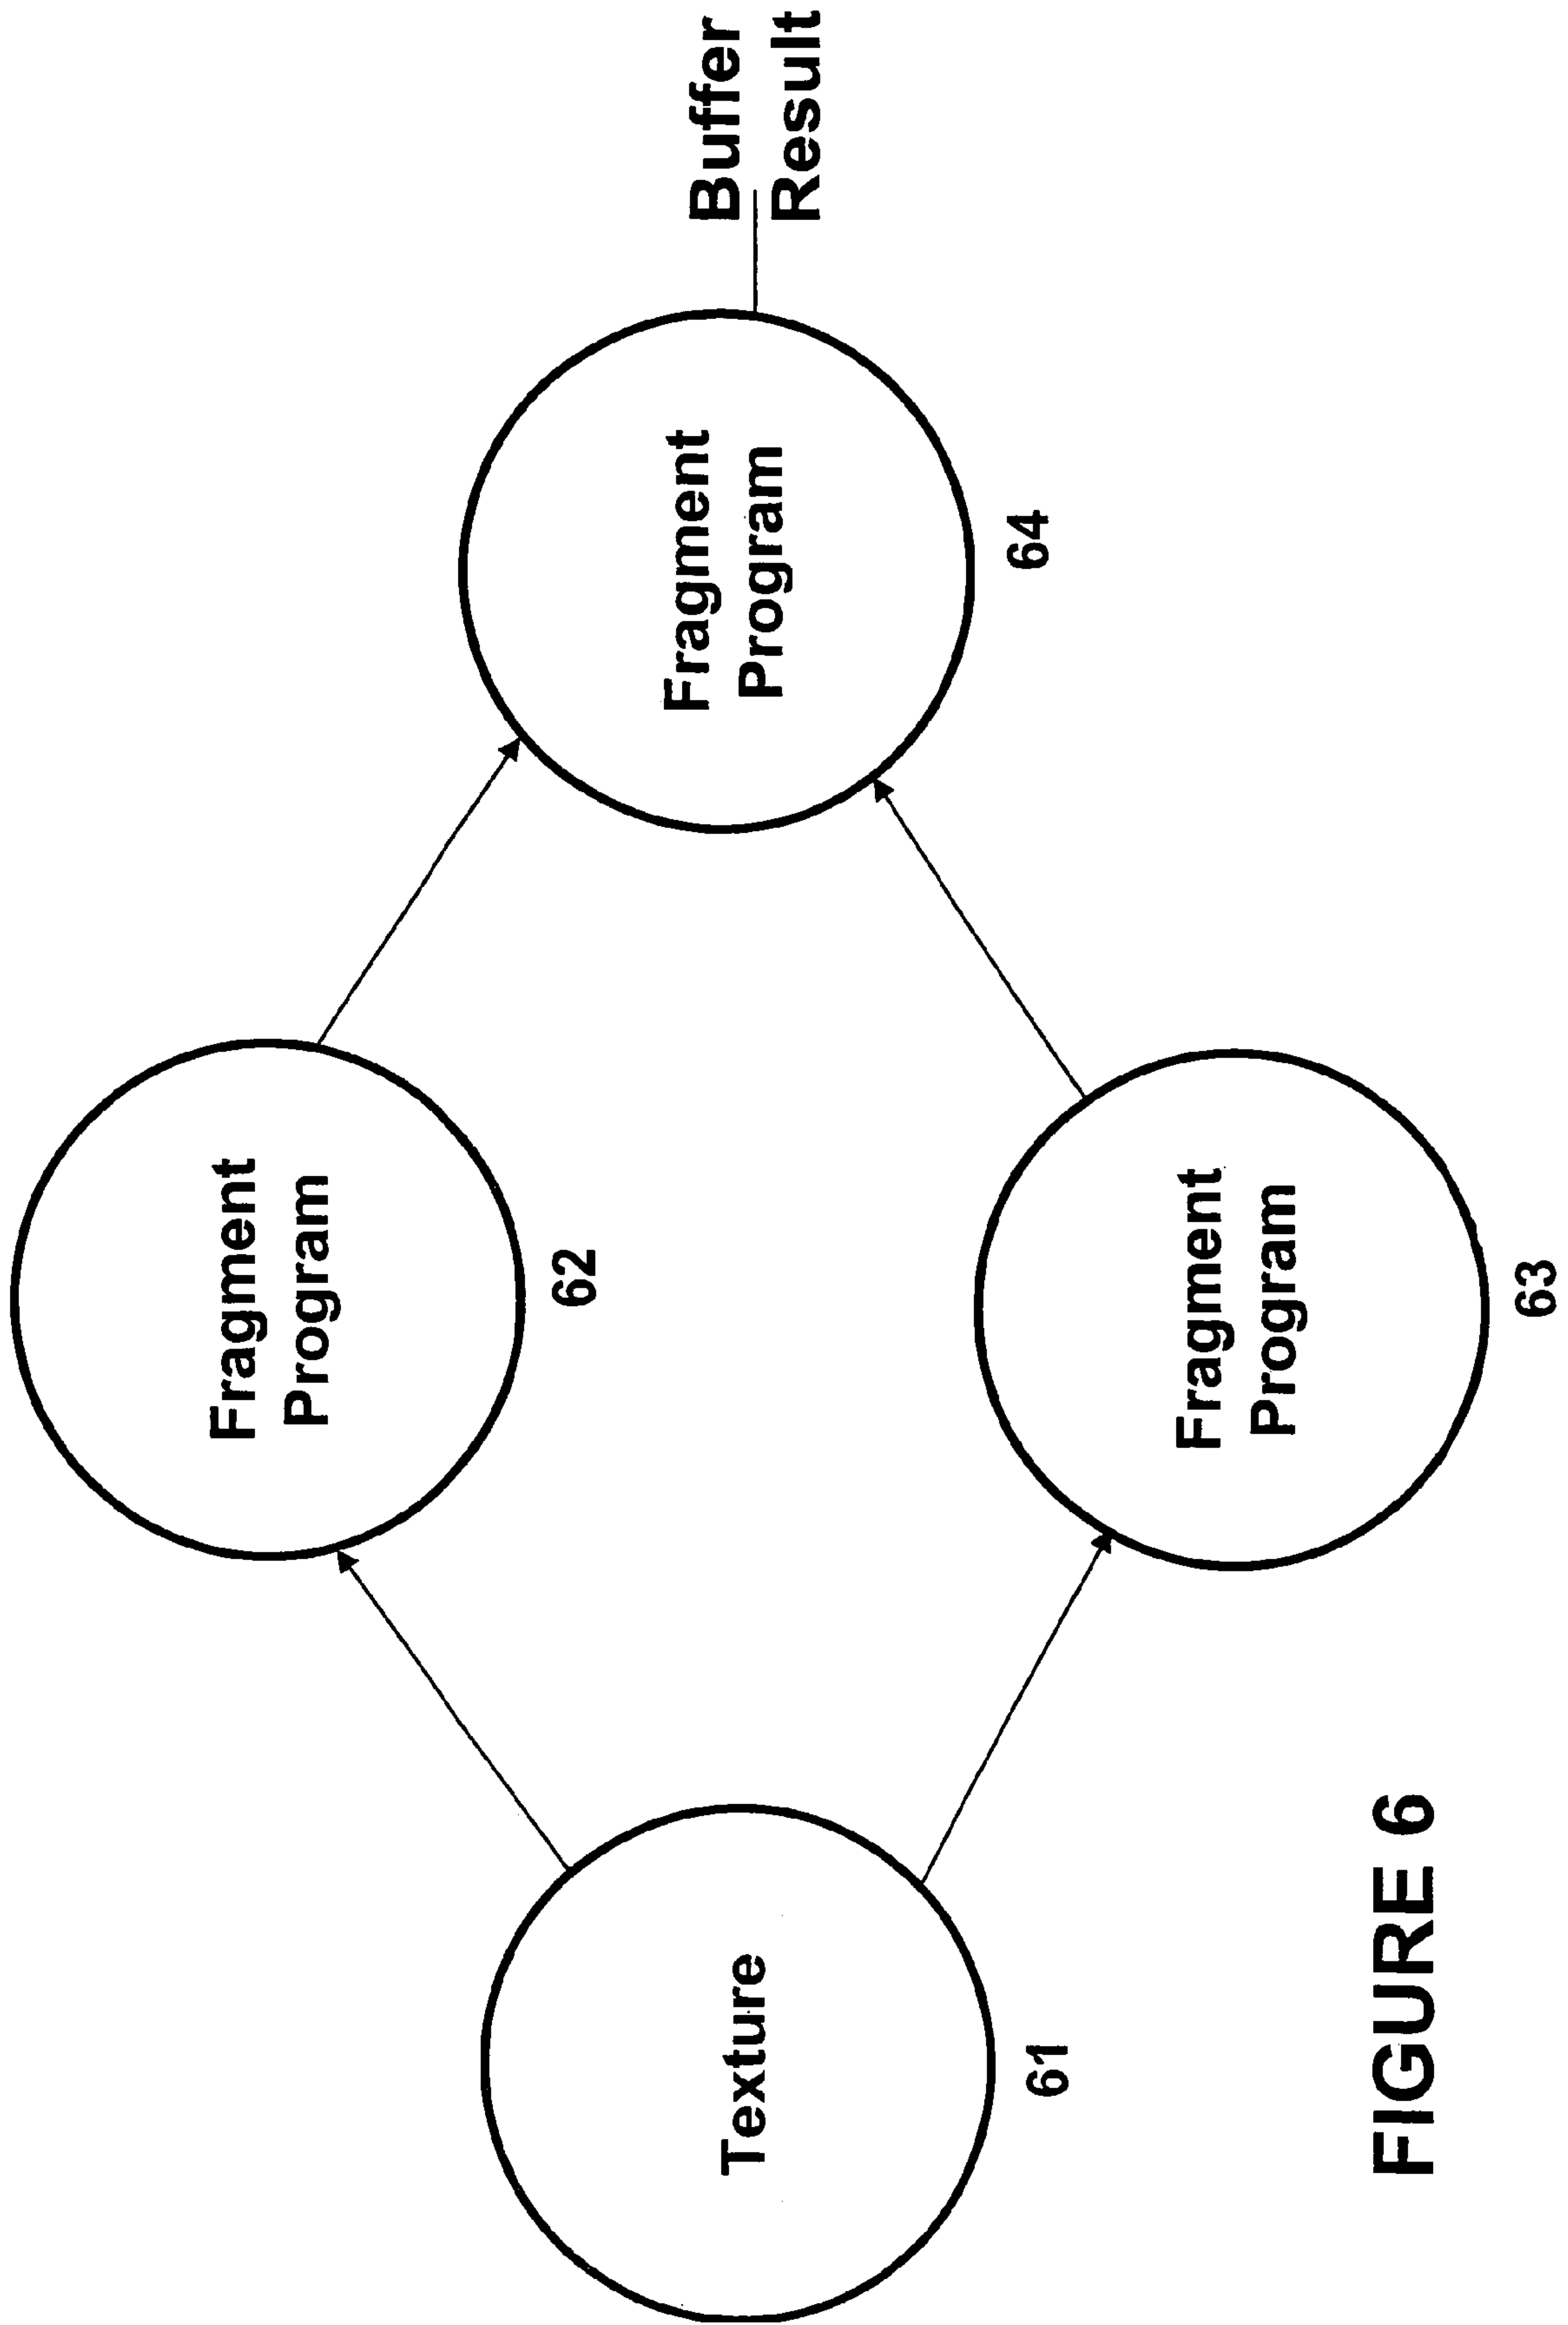 Fragment
Program
62
Texture
61
Fragment
Program
64
Buffer
Result
Fragment
Program
63
FIGURE 6